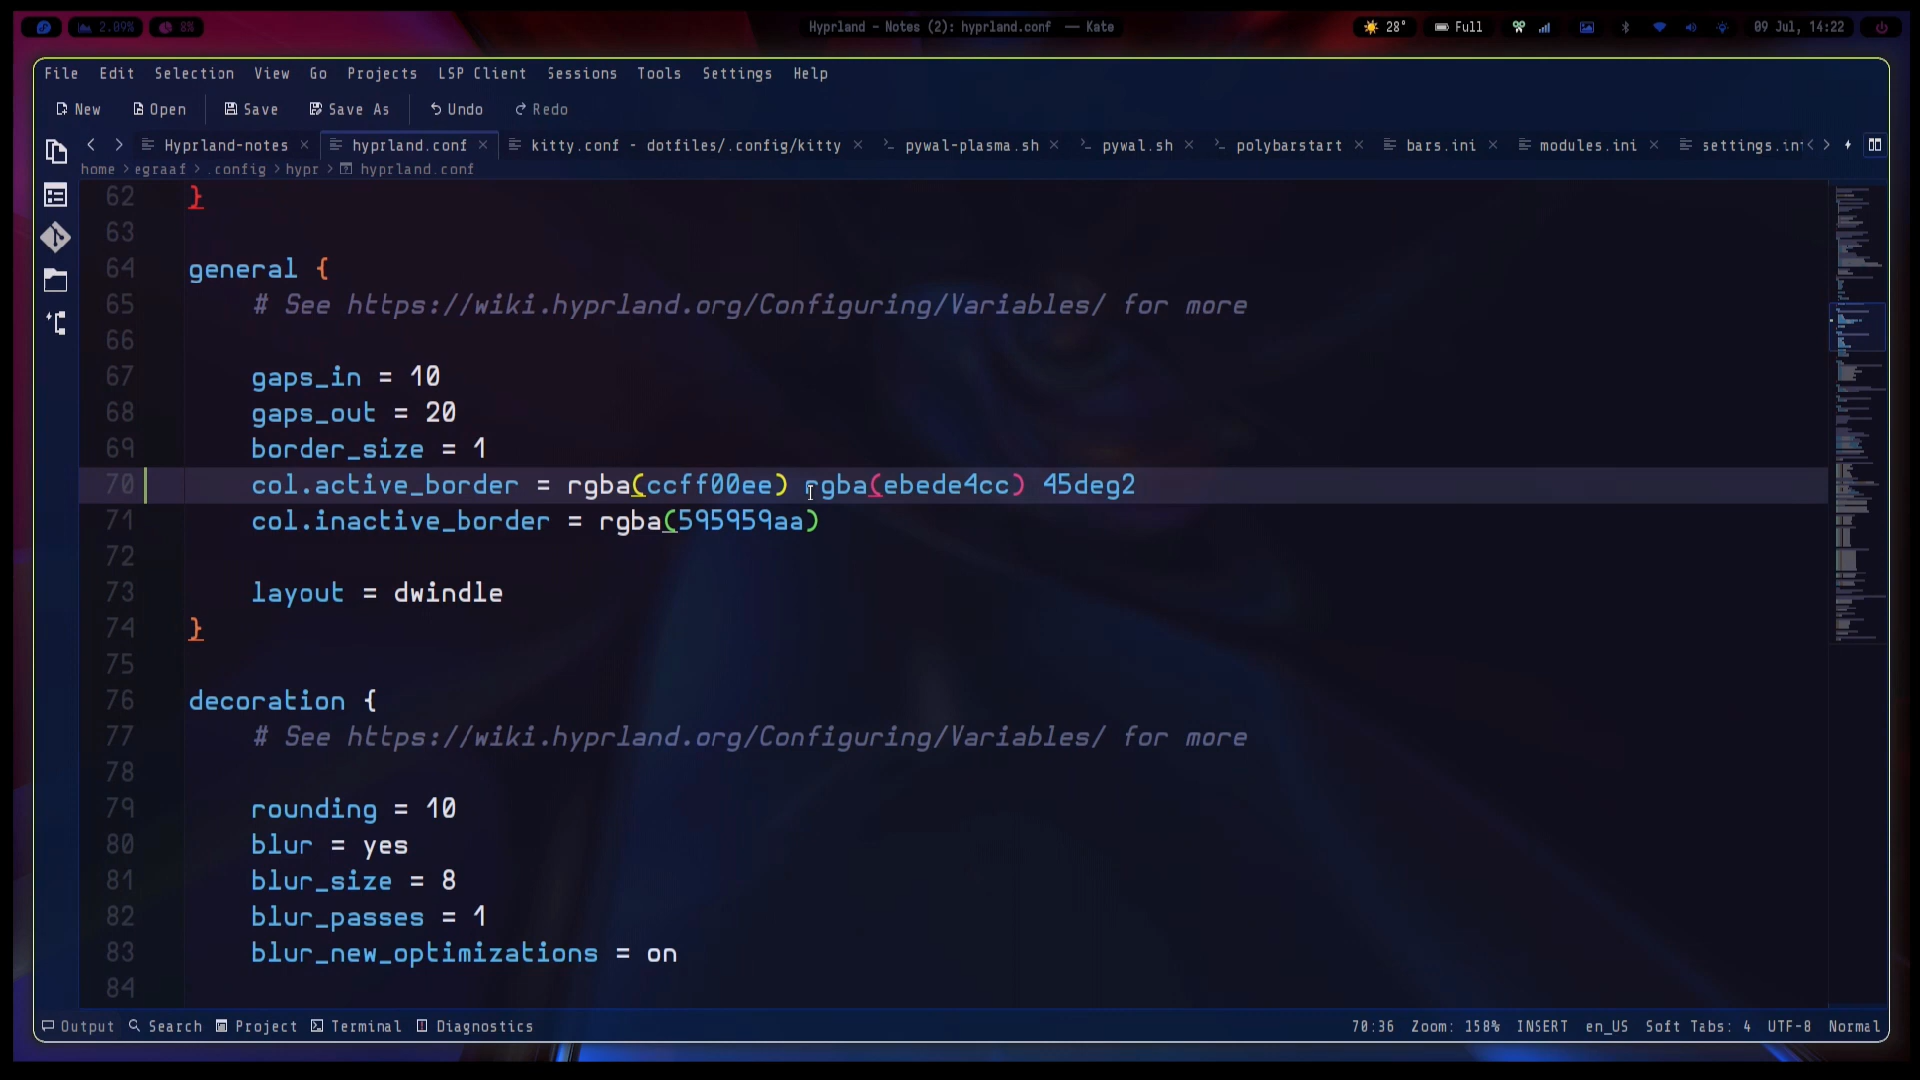 2.09% 8% Hyprland - Notes (2): hyprland.conf — Kate 28° Full 09 Jul, 14:22
File Edit Selection View Go Projects LSP Client Sessions Tools Settings Help
New Open Save Save As Undo Redo
Hyprland-notes hyprland.conf kitty.conf - dotfiles/.config/kitty pywal-plasma.sh pywal.sh polybarstart bars.ini modules.ini settings.in
home > egraaf > .config > hypr > hyprland.conf
62 }
63
64 general {
65 # See https://wiki.hyprland.org/Configuring/Variables/ for more
66
67 gaps_in = 10
68 gaps_out = 20
69 border_size = 1
70 col.active_border = rgba(ccff00ee) rgba(ebede4cc) 45deg2
71 col.inactive_border = rgba(595959aa)
72
73 layout = dwindle
74 }
75
76 decoration {
77 # See https://wiki.hyprland.org/Configuring/Variables/ for more
78
79 rounding = 10
80 blur = yes
81 blur_size = 8
82 blur_passes = 1
83 blur_new_optimizations = on
84
Output Search Project Terminal Diagnostics 70:36 Zoom: 158% INSERT en_US Soft Tabs: 4 UTF-8 Normal